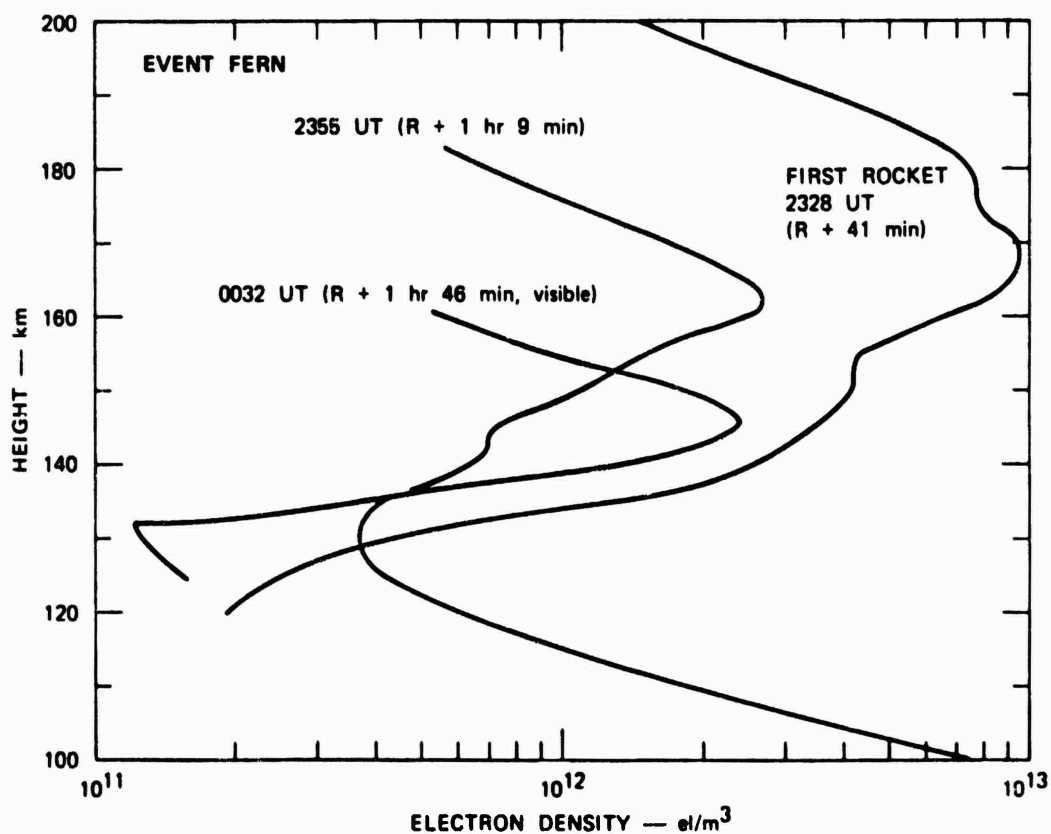 EVENT FERN
2355 UT (R + 1 hr 9 min)
FIRST ROCKET
2328 UT
(R + 41 min)
0032 UT (R + 1 hr 46 min, visible)
HEIGHT — km
200
180
160
140
120
100
10^11
10^12
10^13
ELECTRON DENSITY — el/m^3